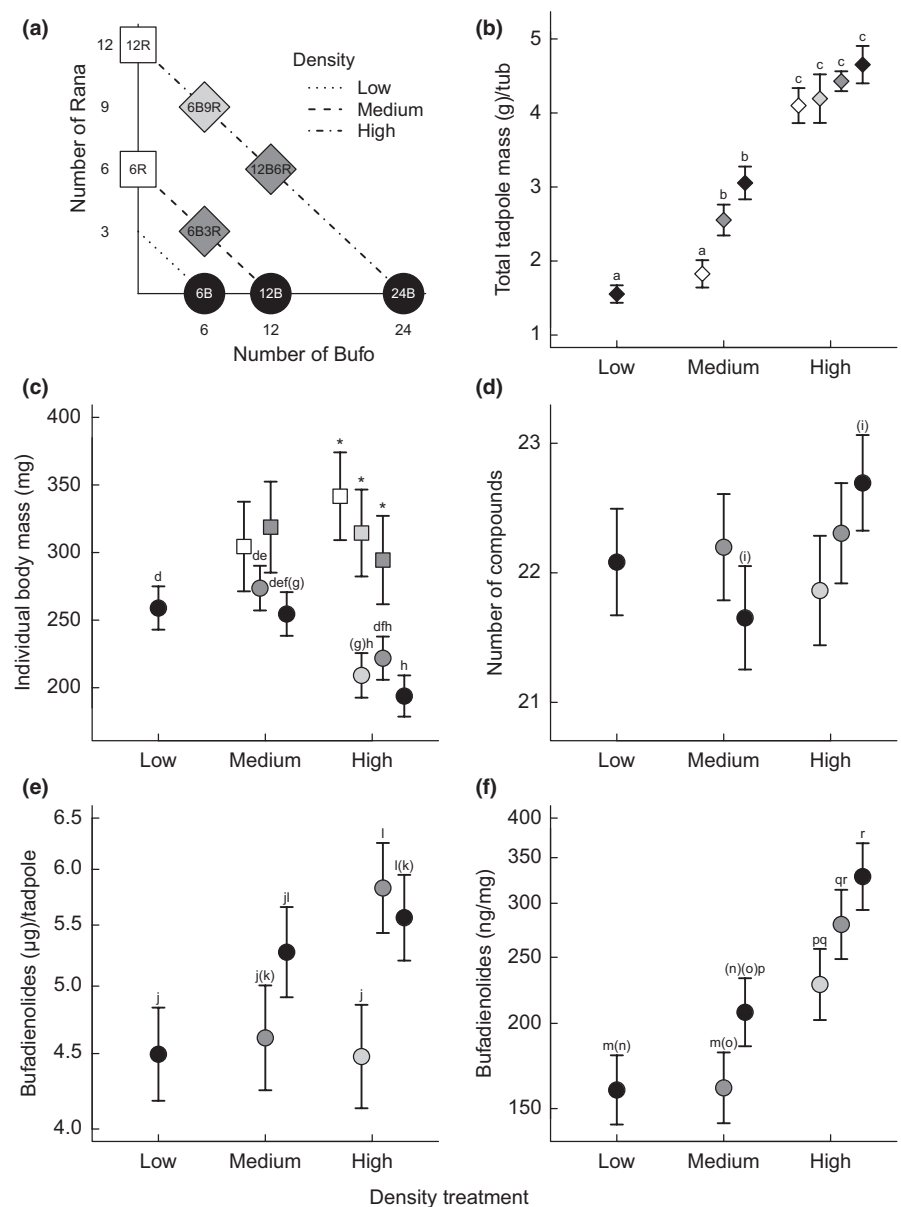 (a)
Number of Rana
12
9
6
3
12R
6B9R
6R
12B6R
6B3R
6B
12B
24B
6
12
24
Number of Bufo
Density
Low
Medium
High
(b)
Total tadpole mass (g)/tub
5
4
3
2
1
a
a
b
b
c
c
c
c
Low
Medium
High
(c)
Individual body mass (mg)
400
350
300
250
200
d
de
def(g)
*
*
*
(g)h
dfh
h
Low
Medium
High
(d)
Number of compounds
23
22
21
(i)
(i)
Low
Medium
High
(e)
Bufadienolides (µg)/tadpole
6.5
6.0
5.5
5.0
4.5
4.0
j
j(k)
jl
j
l
l(k)
Low
Medium
High
(f)
Bufadienolides (ng/mg)
400
300
200
150
m(n)
m(o)
(n)(o)p
pq
qr
r
Low
Medium
High
Density treatment